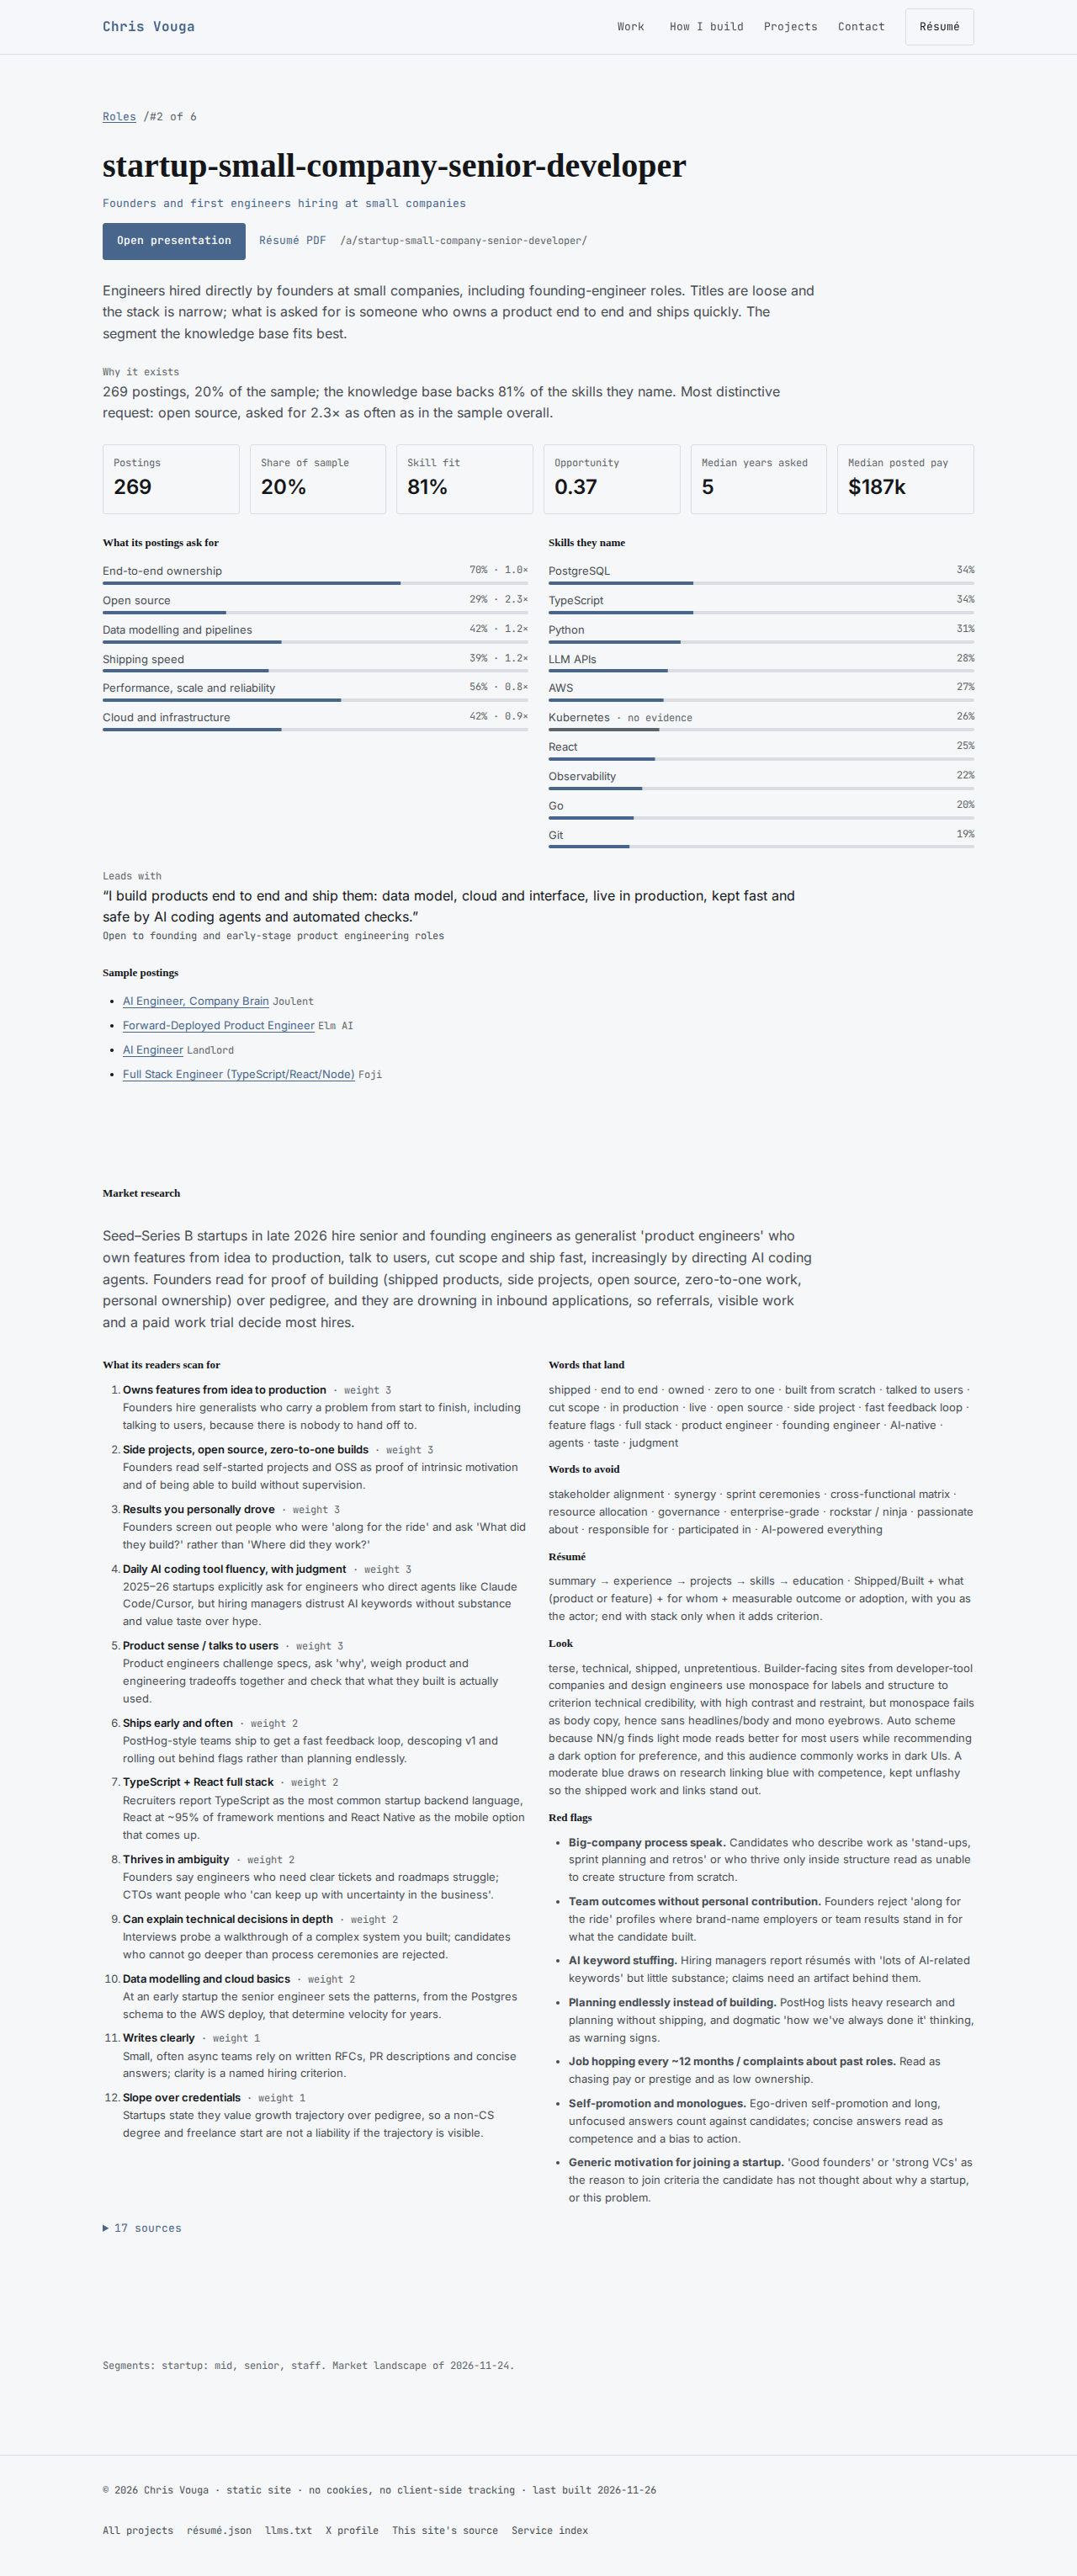 Chris Vouga
Work How I build Projects Contact Résumé
Roles /#2 of 6
startup-small-company-senior-developer
Founders and first engineers hiring at small companies
Open presentation Résumé PDF /a/startup-small-company-senior-developer/
Engineers hired directly by founders at small companies, including founding-engineer roles. Titles are loose and
the stack is narrow; what is asked for is someone who owns a product end to end and ships quickly. The
segment the knowledge base fits best.
Why it exists
269 postings, 20% of the sample; the knowledge base backs 81% of the skills they name. Most distinctive
request: open source, asked for 2.3× as often as in the sample overall.
Postings
269
Share of sample
20%
Skill fit
81%
Opportunity
0.37
Median years asked
5
Median posted pay
$187k
What its postings ask for
End-to-end ownership 70% · 1.0×
Open source 29% · 2.3×
Data modelling and pipelines 42% · 1.2×
Shipping speed 39% · 1.2×
Performance, scale and reliability 56% · 0.8×
Cloud and infrastructure 42% · 0.9×
Skills they name
PostgreSQL 34%
TypeScript 34%
Python 31%
LLM APIs 28%
AWS 27%
Kubernetes · no evidence 26%
React 25%
Observability 22%
Go 20%
Git 19%
Leads with
“I build products end to end and ship them: data model, cloud and interface, live in production, kept fast and
safe by AI coding agents and automated checks.”
Open to founding and early-stage product engineering roles
Sample postings
• AI Engineer, Company Brain Joulent
• Forward-Deployed Product Engineer Elm AI
• AI Engineer Landlord
• Full Stack Engineer (TypeScript/React/Node) Foji
Market research
Seed–Series B startups in late 2026 hire senior and founding engineers as generalist 'product engineers' who
own features from idea to production, talk to users, cut scope and ship fast, increasingly by directing AI coding
agents. Founders read for proof of building (shipped products, side projects, open source, zero-to-one work,
personal ownership) over pedigree, and they are drowning in inbound applications, so referrals, visible work
and a paid work trial decide most hires.
What its readers scan for
1. Owns features from idea to production · weight 3
Founders hire generalists who carry a problem from start to finish, including
talking to users, because there is nobody to hand off to.
2. Side projects, open source, zero-to-one builds · weight 3
Founders read self-started projects and OSS as proof of intrinsic motivation
and of being able to build without supervision.
3. Results you personally drove · weight 3
Founders screen out people who were 'along for the ride' and ask 'What did
they build?' rather than 'Where did they work?'
4. Daily AI coding tool fluency, with judgment · weight 3
2025–26 startups explicitly ask for engineers who direct agents like Claude
Code/Cursor, but hiring managers distrust AI keywords without substance
and value taste over hype.
5. Product sense / talks to users · weight 3
Product engineers challenge specs, ask 'why', weigh product and
engineering tradeoffs together and check that what they built is actually
used.
6. Ships early and often · weight 2
PostHog-style teams ship to get a fast feedback loop, descoping v1 and
rolling out behind flags rather than planning endlessly.
7. TypeScript + React full stack · weight 2
Recruiters report TypeScript as the most common startup backend language,
React at ~95% of framework mentions and React Native as the mobile option
that comes up.
8. Thrives in ambiguity · weight 2
Founders say engineers who need clear tickets and roadmaps struggle;
CTOs want people who 'can keep up with uncertainty in the business'.
9. Can explain technical decisions in depth · weight 2
Interviews probe a walkthrough of a complex system you built; candidates
who cannot go deeper than process ceremonies are rejected.
10. Data modelling and cloud basics · weight 2
At an early startup the senior engineer sets the patterns, from the Postgres
schema to the AWS deploy, that determine velocity for years.
11. Writes clearly · weight 1
Small, often async teams rely on written RFCs, PR descriptions and concise
answers; clarity is a named hiring criterion.
12. Slope over credentials · weight 1
Startups state they value growth trajectory over pedigree, so a non-CS
degree and freelance start are not a liability if the trajectory is visible.
Words that land
shipped · end to end · owned · zero to one · built from scratch · talked to users ·
cut scope · in production · live · open source · side project · fast feedback loop ·
feature flags · full stack · product engineer · founding engineer · AI-native ·
agents · taste · judgment
Words to avoid
stakeholder alignment · synergy · sprint ceremonies · cross-functional matrix ·
resource allocation · governance · enterprise-grade · rockstar / ninja · passionate
about · responsible for · participated in · AI-powered everything
Résumé
summary → experience → projects → skills → education · Shipped/Built + what
(product or feature) + for whom + measurable outcome or adoption, with you as
the actor; end with stack only when it adds criterion.
Look
terse, technical, shipped, unpretentious. Builder-facing sites from developer-tool
companies and design engineers use monospace for labels and structure to
criterion technical credibility, with high contrast and restraint, but monospace fails
as body copy, hence sans headlines/body and mono eyebrows. Auto scheme
because NN/g finds light mode reads better for most users while recommending
a dark option for preference, and this audience commonly works in dark UIs. A
moderate blue draws on research linking blue with competence, kept unflashy
so the shipped work and links stand out.
Red flags
• Big-company process speak. Candidates who describe work as 'stand-ups,
sprint planning and retros' or who thrive only inside structure read as unable
to create structure from scratch.
• Team outcomes without personal contribution. Founders reject 'along for
the ride' profiles where brand-name employers or team results stand in for
what the candidate built.
• AI keyword stuffing. Hiring managers report résumés with 'lots of AI-related
keywords' but little substance; claims need an artifact behind them.
• Planning endlessly instead of building. PostHog lists heavy research and
planning without shipping, and dogmatic 'how we've always done it' thinking,
as warning signs.
• Job hopping every ~12 months / complaints about past roles. Read as
chasing pay or prestige and as low ownership.
• Self-promotion and monologues. Ego-driven self-promotion and long,
unfocused answers count against candidates; concise answers read as
competence and a bias to action.
• Generic motivation for joining a startup. 'Good founders' or 'strong VCs' as
the reason to join criteria the candidate has not thought about why a startup,
or this problem.
▶ 17 sources
Segments: startup: mid, senior, staff. Market landscape of 2026-11-24.
© 2026 Chris Vouga · static site · no cookies, no client-side tracking · last built 2026-11-26
All projects résumé.json llms.txt X profile This site's source Service index